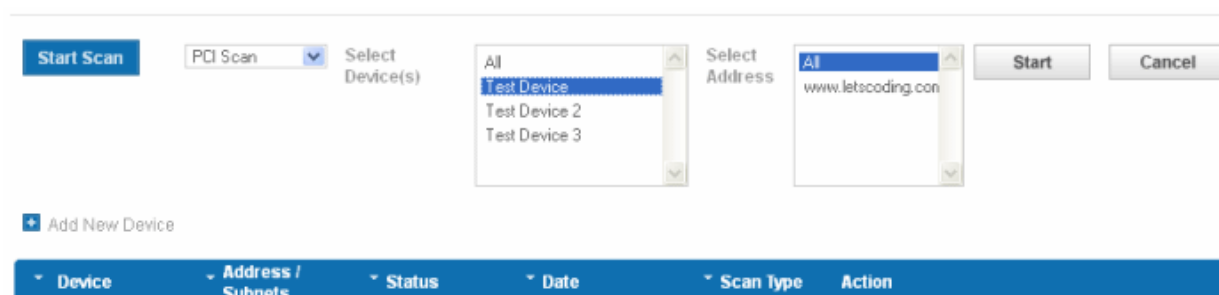 Start Scan
PCI Scan
Select
Device(s)
All
Test Device
Test Device 2
Test Device 3
Select
Address
All
www.letscoding.con
Start
Cancel
Add New Device
Device
Address /
Subnets
Status
Date
Scan Type
Action